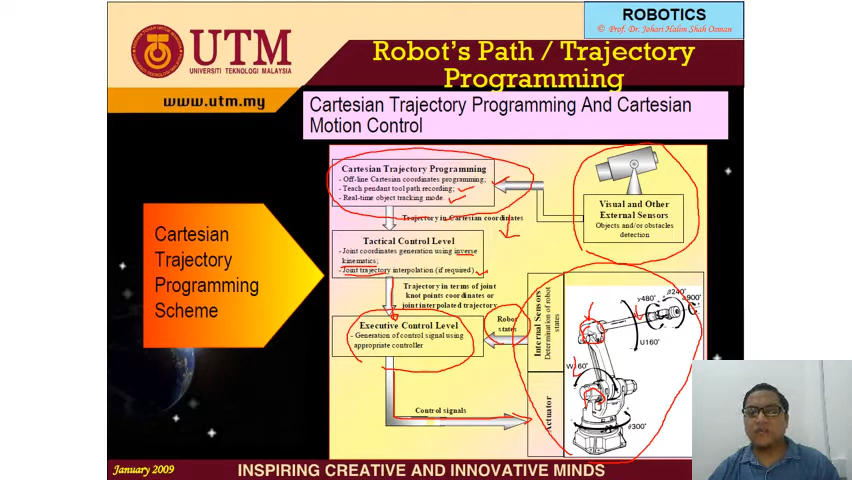 ROBOTICS
© Prof. Dr. Johari Halim Shah Osman
UTM
UNIVERSITI TEKNOLOGI MALAYSIA
Robot's Path / Trajectory
Programming
www.utm.my
Cartesian Trajectory Programming And Cartesian
Motion Control
Cartesian Trajectory Programming
- Off-line Cartesian coordinates programming;
- Teach pendant tool path recording;
- Real-time object tracking mode.
Visual and Other
External Sensors
Objects and/or obstacles
detection
Trajectory in Cartesian coordinates
Cartesian
Trajectory
Programming
Scheme
Tactical Control Level
- Joint coordinates generation using inverse
kinematics;
- Joint trajectory interpolation (if required)
Trajectory in terms of joint
knot points coordinates or
joint interpolated trajectory
Robot
states
Internal Sensors
Determination of robot
states
Executive Control Level
- Generation of control signal using
appropriate controller
Control signals
Actuator
γ480°
β240°
α900°
U160°
W160°
θ300°
January 2009
INSPIRING CREATIVE AND INNOVATIVE MINDS